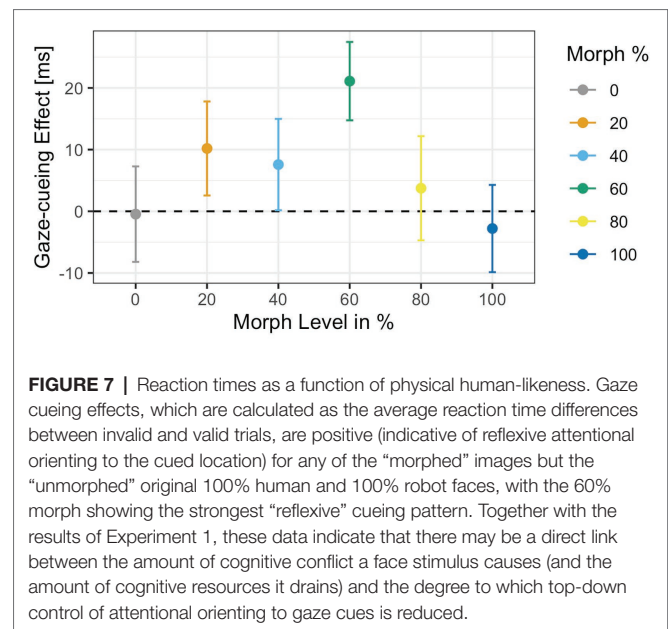 Gaze-cueing Effect [ms]
20
10
0
-10
0 20 40 60 80 100
Morph Level in %
Morph %
0
20
40
60
80
100
FIGURE 7 | Reaction times as a function of physical human-likeness. Gaze
cueing effects, which are calculated as the average reaction time differences
between invalid and valid trials, are positive (indicative of reflexive attentional
orienting to the cued location) for any of the “morphed” images but the
“unmorphed” original 100% human and 100% robot faces, with the 60%
morph showing the strongest “reflexive” cueing pattern. Together with the
results of Experiment 1, these data indicate that there may be a direct link
between the amount of cognitive conflict a face stimulus causes (and the
amount of cognitive resources it drains) and the degree to which top-down
control of attentional orienting to gaze cues is reduced.